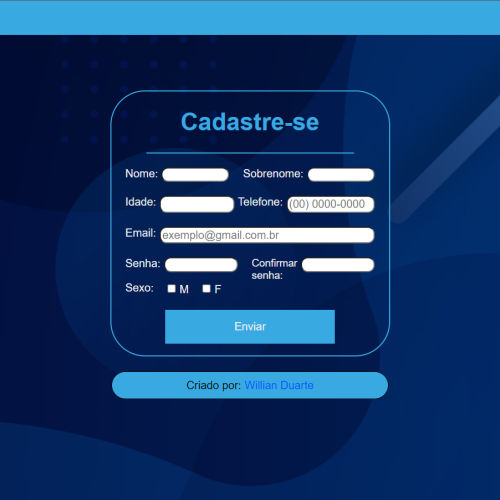 Cadastre-se
Nome: Sobrenome:
Idade: Telefone: (00) 0000-0000
Email: exemplo@gmail.com.br
Senha: Confirmar senha:
Sexo: M F
Enviar
Criado por: Willian Duarte